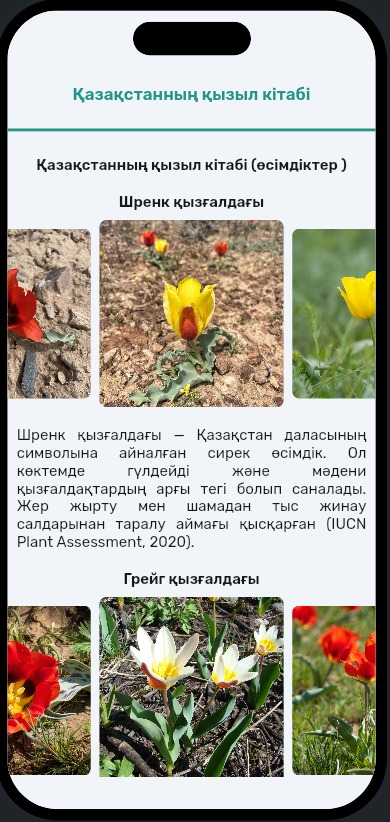 Қазақстанның қызыл кітабі
Қазақстанның қызыл кітабі (өсімдіктер )
Шренк қызғалдағы
Шренк қызғалдағы — Қазақстан даласының
символына айналған сирек өсімдік. Ол
көктемде гүлдейді және мәдени
қызғалдақтардың арғы тегі болып саналады.
Жер жырту мен шамадан тыс жинау
салдарынан таралу аймағы қысқарған (IUCN
Plant Assessment, 2020).
Грейг қызғалдағы